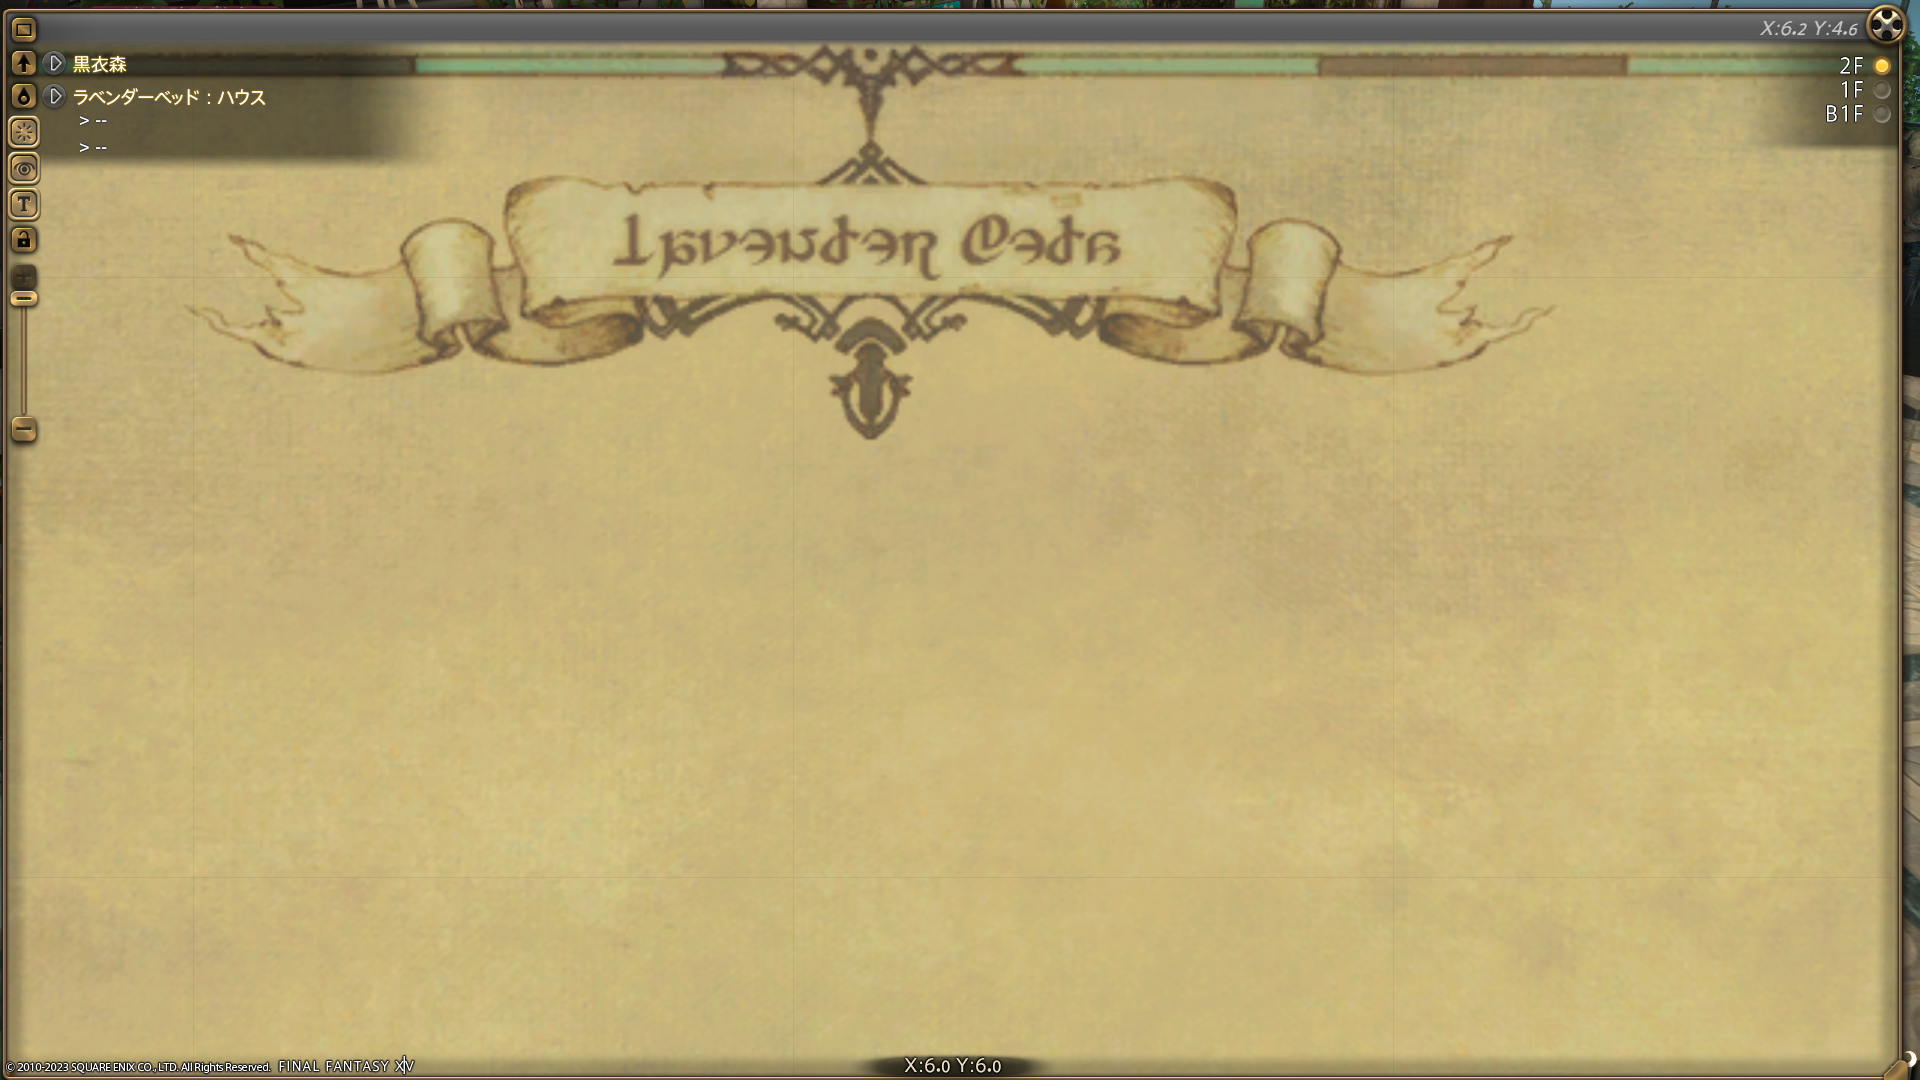 X:6.2 Y:4.6
黒衣森
ラベンダーベッド：ハウス
> --
> --
2F
1F
B1F
Lavender Beds
T
© 2010-2023 SQUARE ENIX CO., LTD. All Rights Reserved. FINAL FANTASY XIV
X:6.0 Y:6.0